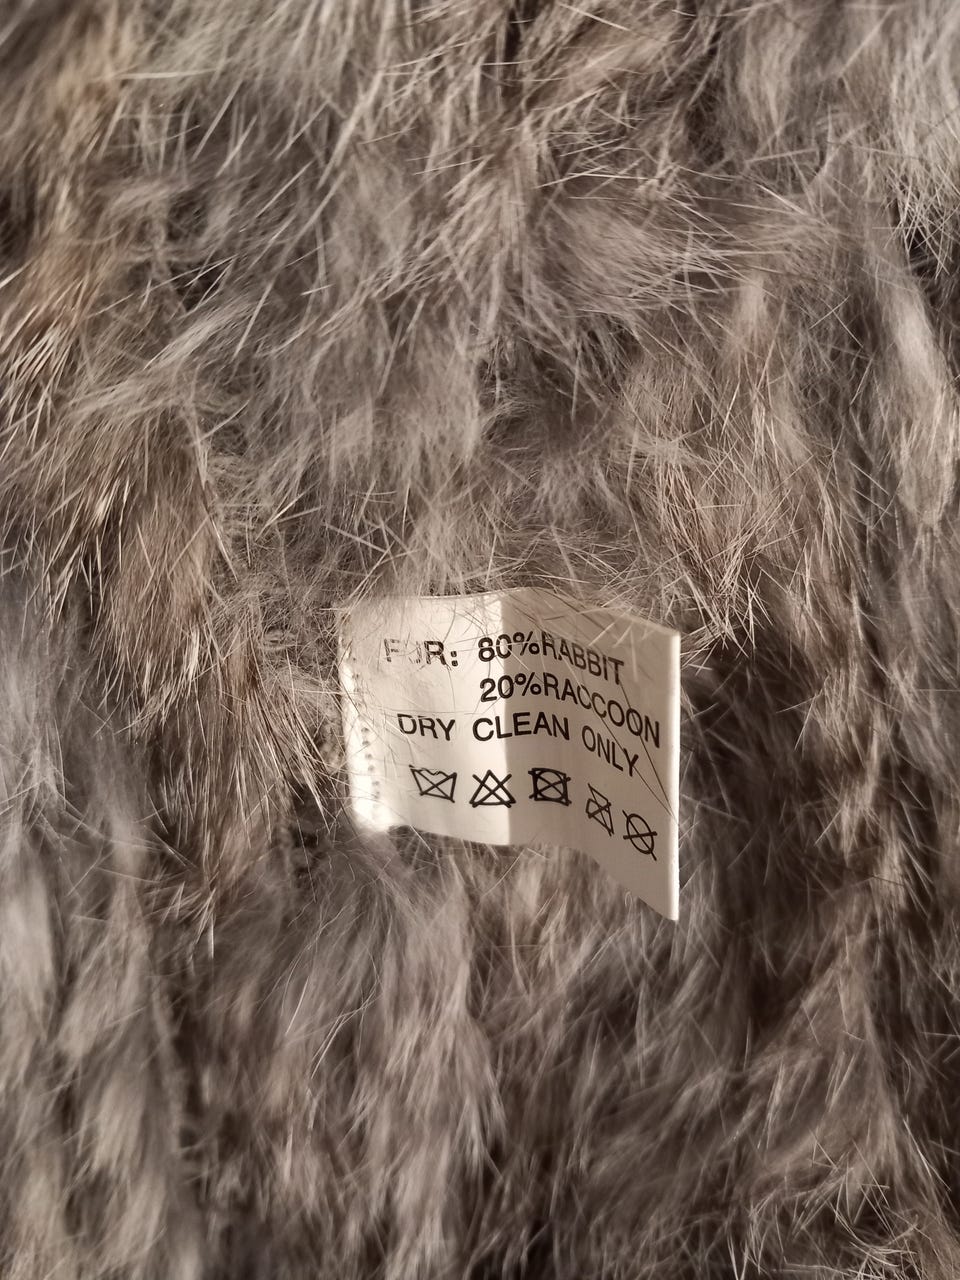 FUR: 80%RABBIT
20%RACCOON
DRY CLEAN ONLY